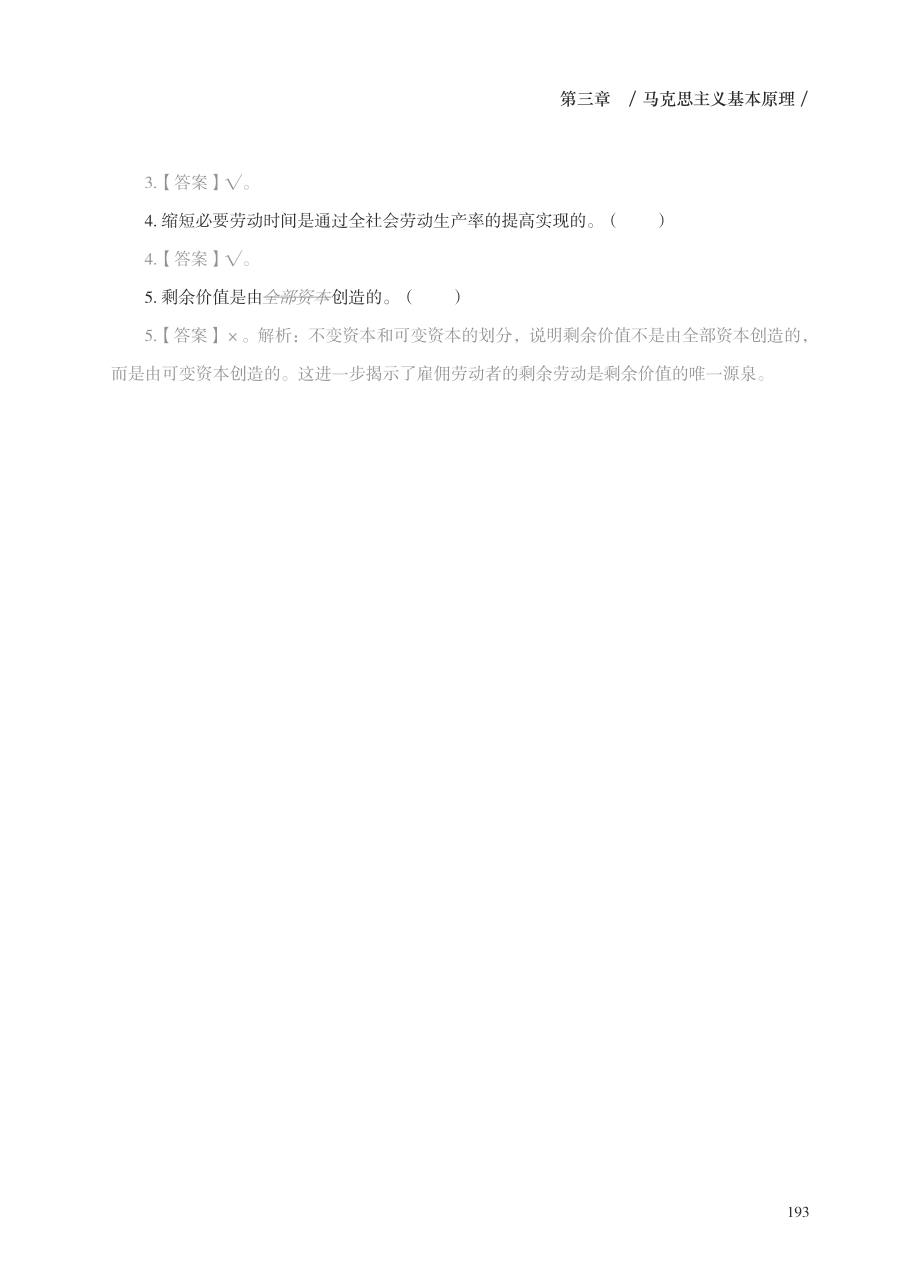 第三章 / 马克思主义基本原理 /
3.【答案】√。
4. 缩短必要劳动时间是通过全社会劳动生产率的提高实现的。（　　）
4.【答案】√。
5. 剩余价值是由全部资本创造的。（　　）
5.【答案】×。解析：不变资本和可变资本的划分，说明剩余价值不是由全部资本创造的，
而是由可变资本创造的。这进一步揭示了雇佣劳动者的剩余劳动是剩余价值的唯一源泉。
193